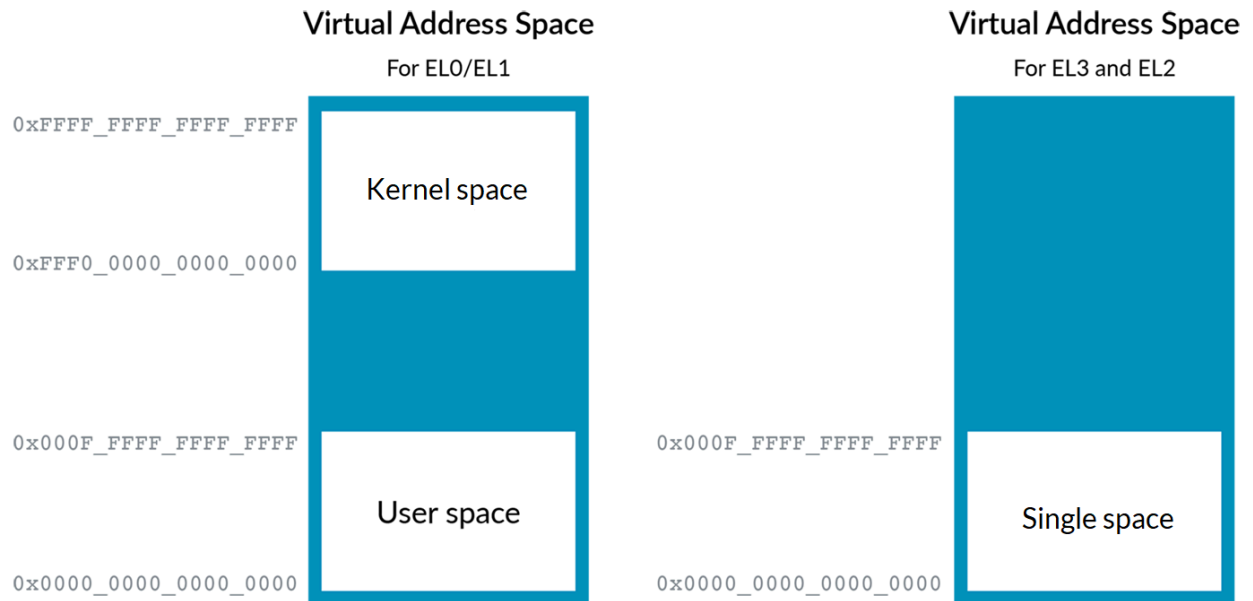 Virtual Address Space
For EL0/EL1
0xFFFF_FFFF_FFFF_FFFF
Kernel space
0xFFF0_0000_0000_0000
0x000F_FFFF_FFFF_FFFF
User space
0x0000_0000_0000_0000
Virtual Address Space
For EL3 and EL2
0x000F_FFFF_FFFF_FFFF
Single space
0x0000_0000_0000_0000